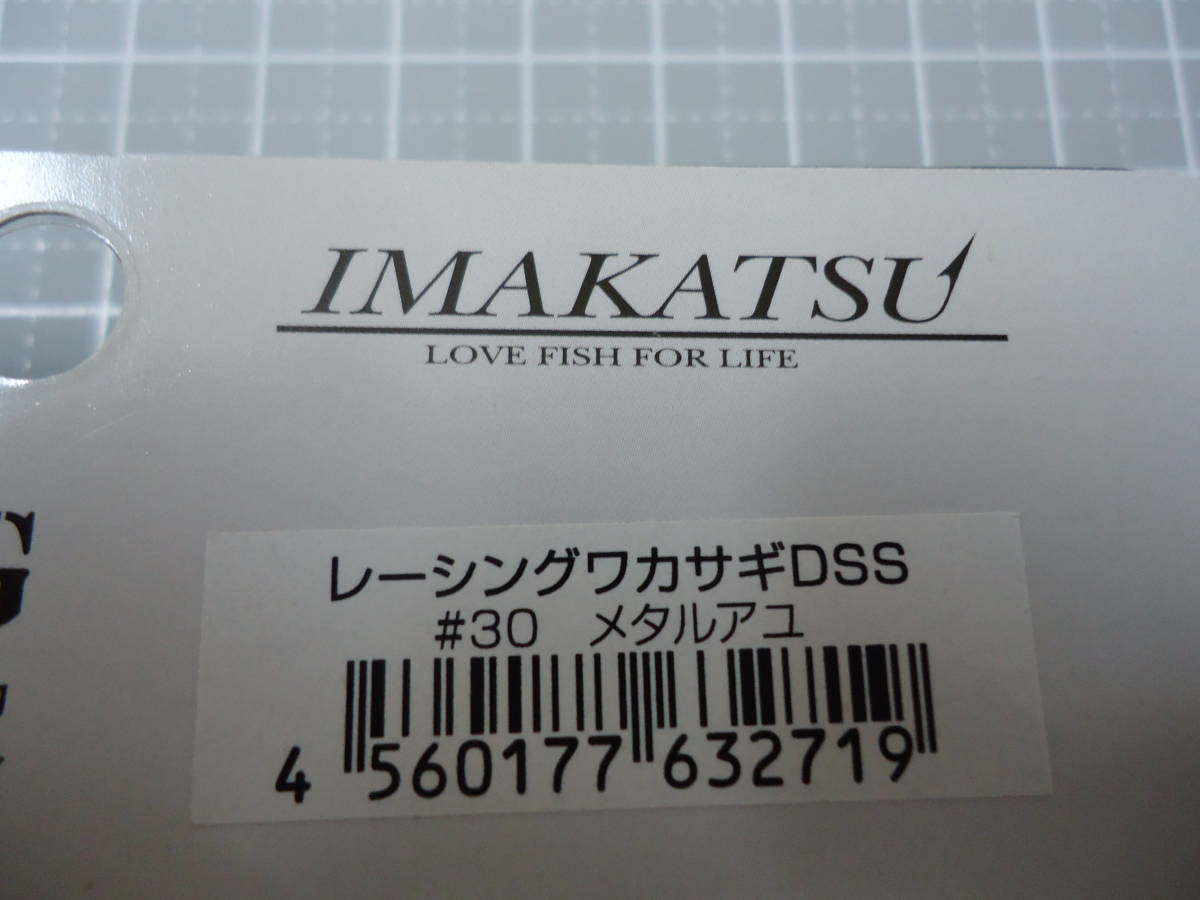 IMAKATSU
LOVE FISH FOR LIFE
レーシングワカサギDSS
#30　メタルアユ
4 560177 632719